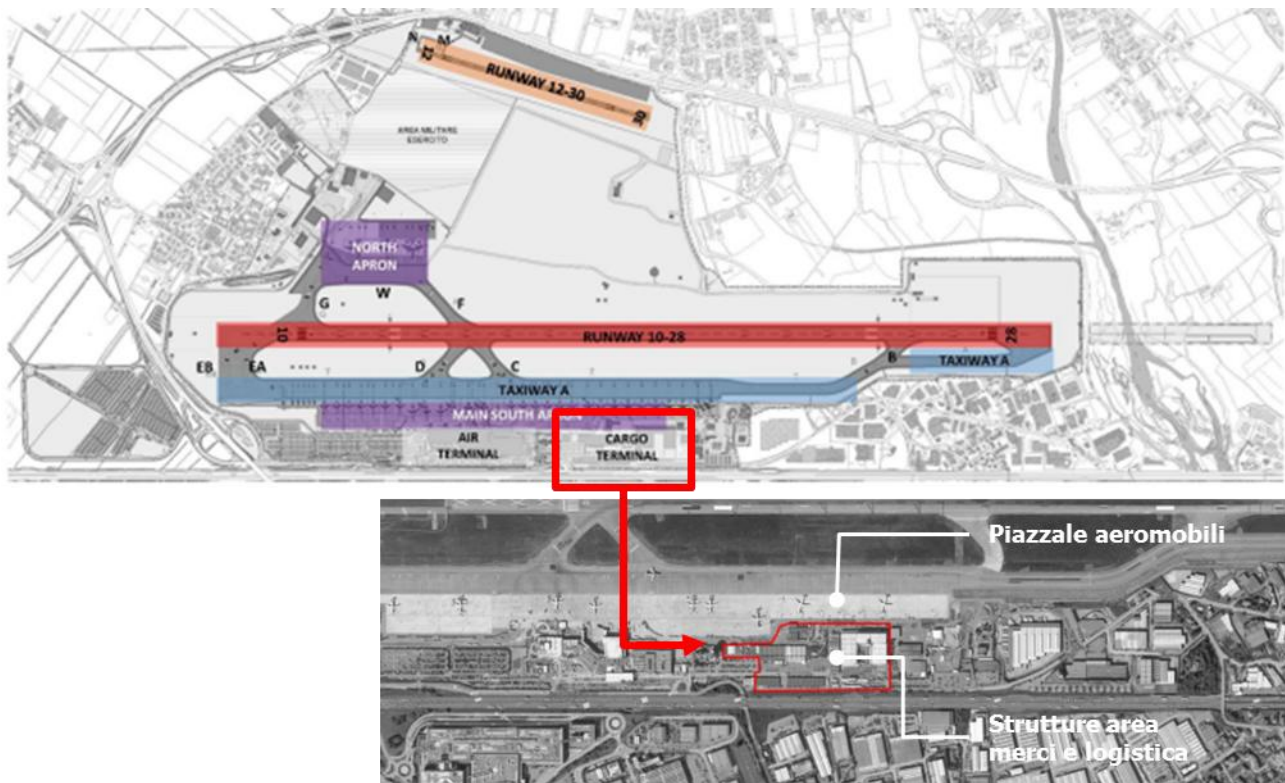 N M
12
RUNWAY 12-30
30
AREA MILITARE
ESERCITO
NORTH
APRON
G
W
F
10
RUNWAY 10-28
28
EB
EA
D
C
B
TAXIWAY A
TAXIWAY A
MAIN SOUTH APRON
AIR
TERMINAL
CARGO
TERMINAL
Piazzale aeromobili
Strutture area
merci e logistica